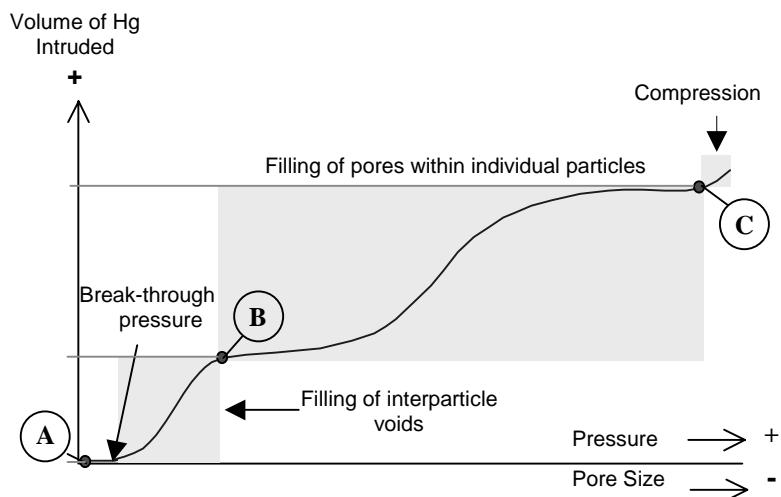 Volume of Hg
Intruded
+
Compression
Filling of pores within individual particles
C
Break-through
pressure
B
Filling of interparticle
voids
A
Pressure +
Pore Size -